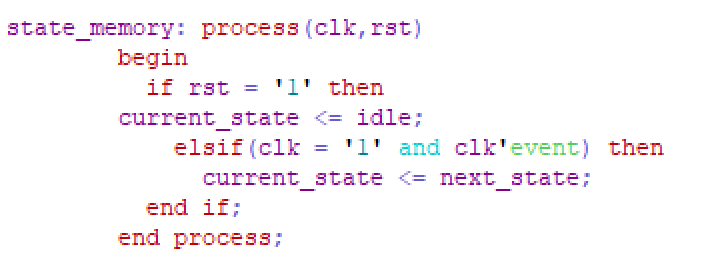 state_memory: process(clk,rst)
begin
if rst = '1' then
current_state <= idle;
elsif(clk = '1' and clk'event) then
current_state <= next_state;
end if;
end process;